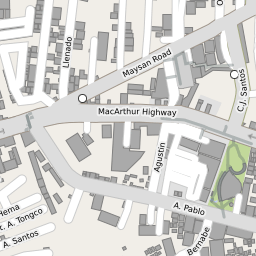 Llenado
Maysan Road
C.J. Santos
MacArthur Highway
Agustin
A. Pablo
A. Tongco
A. Santos
Bernabe